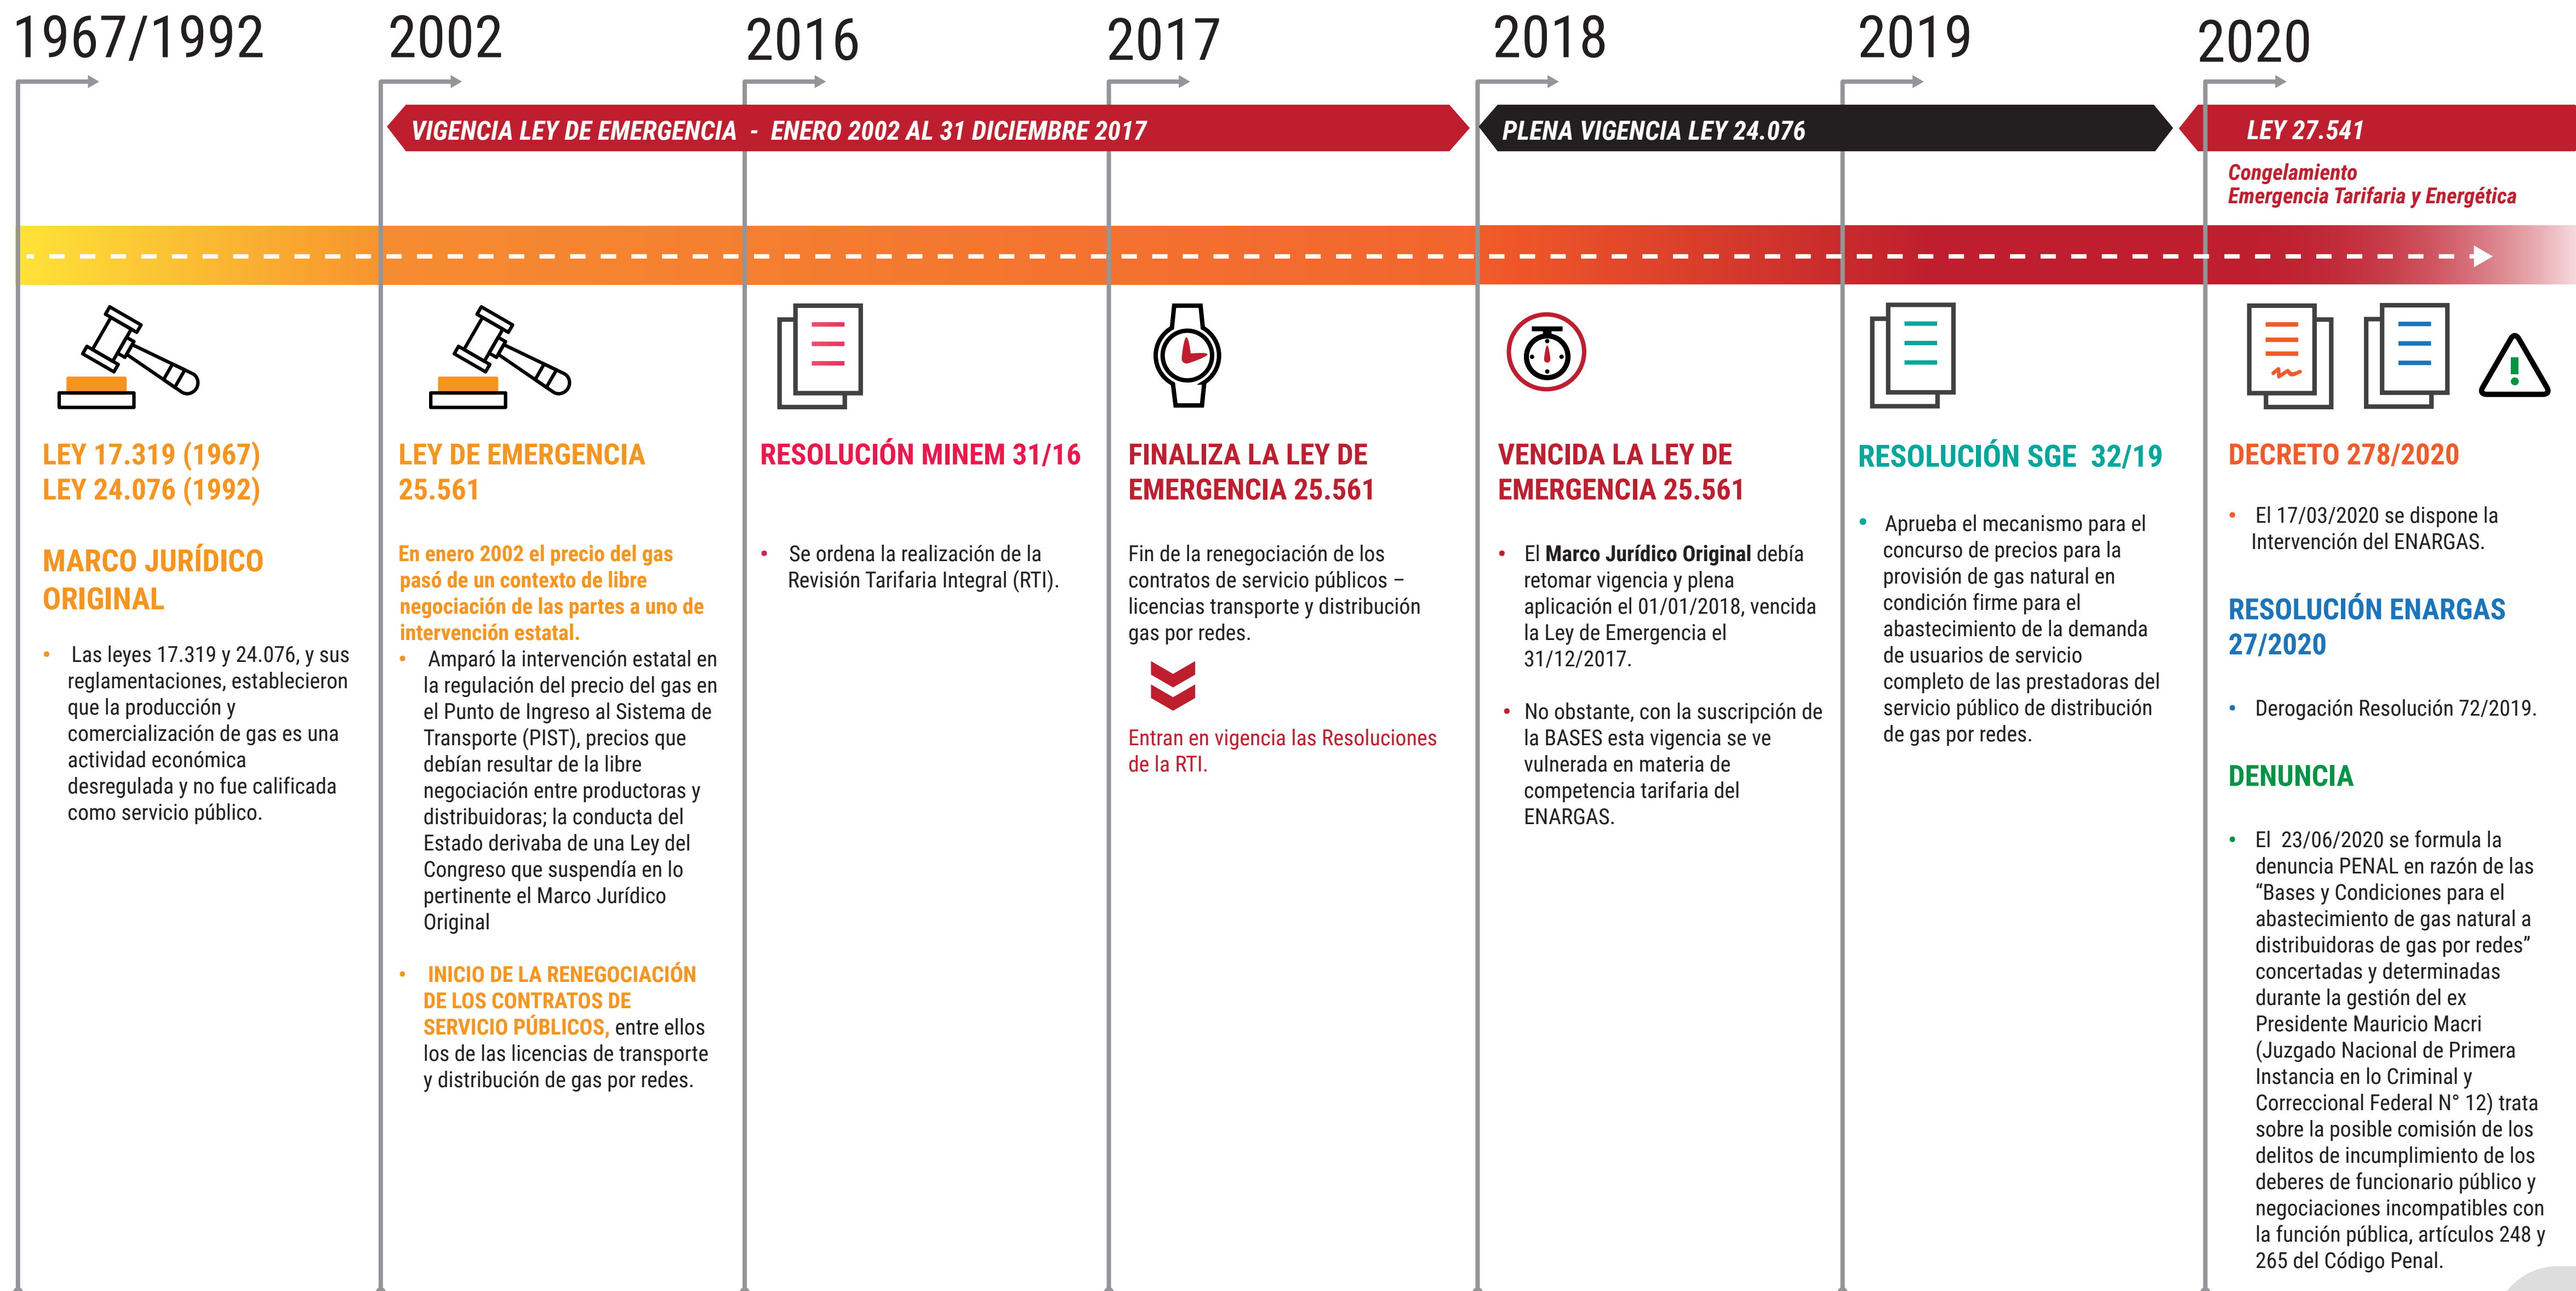 1967/1992
2002
2016
2017
2018
2019
2020
VIGENCIA LEY DE EMERGENCIA - ENERO 2002 AL 31 DICIEMBRE 2017
PLENA VIGENCIA LEY 24.076
LEY 27.541
Congelamiento
Emergencia Tarifaria y Energética
LEY 17.319 (1967)
LEY 24.076 (1992)
MARCO JURÍDICO
ORIGINAL
• Las leyes 17.319 y 24.076, y sus
reglamentaciones, establecieron
que la producción y
comercialización de gas es una
actividad económica
desregulada y no fue calificada
como servicio público.
LEY DE EMERGENCIA
25.561
En enero 2002 el precio del gas
pasó de un contexto de libre
negociación de las partes a uno de
intervención estatal.
• Amparó la intervención estatal en
la regulación del precio del gas en
el Punto de Ingreso al Sistema de
Transporte (PIST), precios que
debían resultar de la libre
negociación entre productoras y
distribuidoras; la conducta del
Estado derivaba de una Ley del
Congreso que suspendía en lo
pertinente el Marco Jurídico
Original
• INICIO DE LA RENEGOCIACIÓN
DE LOS CONTRATOS DE
SERVICIO PÚBLICOS, entre ellos
los de las licencias de transporte
y distribución de gas por redes.
RESOLUCIÓN MINEM 31/16
• Se ordena la realización de la
Revisión Tarifaria Integral (RTI).
FINALIZA LA LEY DE
EMERGENCIA 25.561
Fin de la renegociación de los
contratos de servicio públicos –
licencias transporte y distribución
gas por redes.
Entran en vigencia las Resoluciones
de la RTI.
VENCIDA LA LEY DE
EMERGENCIA 25.561
• El Marco Jurídico Original debía
retomar vigencia y plena
aplicación el 01/01/2018, vencida
la Ley de Emergencia el
31/12/2017.
• No obstante, con la suscripción de
la BASES esta vigencia se ve
vulnerada en materia de
competencia tarifaria del
ENARGAS.
RESOLUCIÓN SGE 32/19
• Aprueba el mecanismo para el
concurso de precios para la
provisión de gas natural en
condición firme para el
abastecimiento de la demanda
de usuarios de servicio
completo de las prestadoras del
servicio público de distribución
de gas por redes.
DECRETO 278/2020
• El 17/03/2020 se dispone la
Intervención del ENARGAS.
RESOLUCIÓN ENARGAS
27/2020
• Derogación Resolución 72/2019.
DENUNCIA
• El 23/06/2020 se formula la
denuncia PENAL en razón de las
“Bases y Condiciones para el
abastecimiento de gas natural a
distribuidoras de gas por redes”
concertadas y determinadas
durante la gestión del ex
Presidente Mauricio Macri
(Juzgado Nacional de Primera
Instancia en lo Criminal y
Correccional Federal N° 12) trata
sobre la posible comisión de los
delitos de incumplimiento de los
deberes de funcionario público y
negociaciones incompatibles con
la función pública, artículos 248 y
265 del Código Penal.